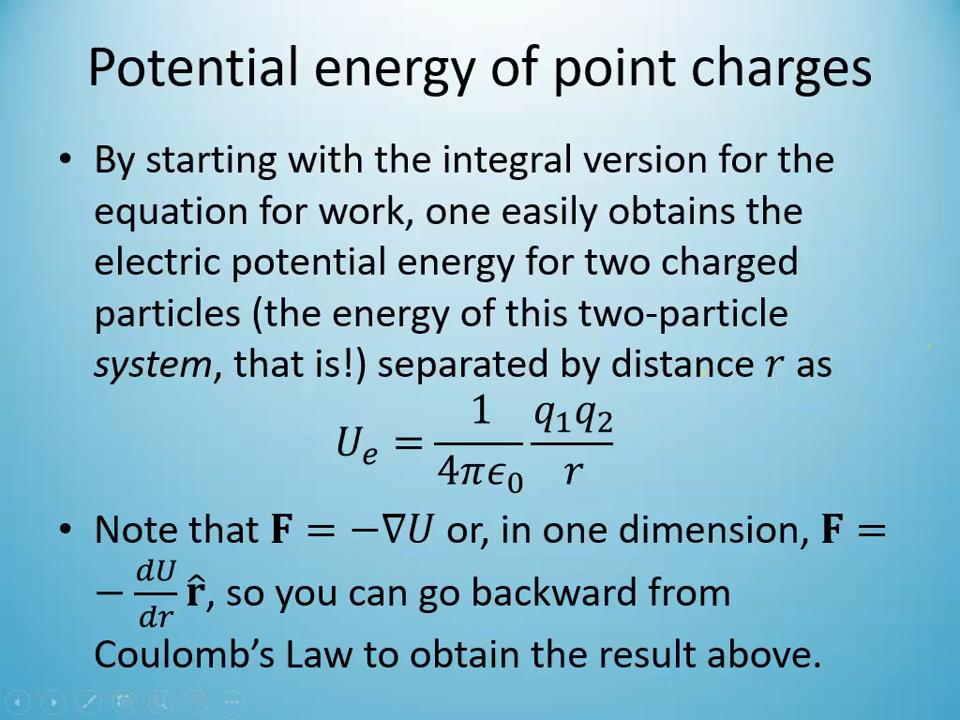 Potential energy of point charges
• By starting with the integral version for the
equation for work, one easily obtains the
electric potential energy for two charged
particles (the energy of this two-particle
system, that is!) separated by distance 𝑟 as
𝑈ₑ = 1/(4𝜋𝜖₀) 𝑞₁𝑞₂/𝑟
• Note that 𝐅 = −∇𝑈 or, in one dimension, 𝐅 =
− 𝑑𝑈/𝑑𝑟 𝐫̂, so you can go backward from
Coulomb’s Law to obtain the result above.